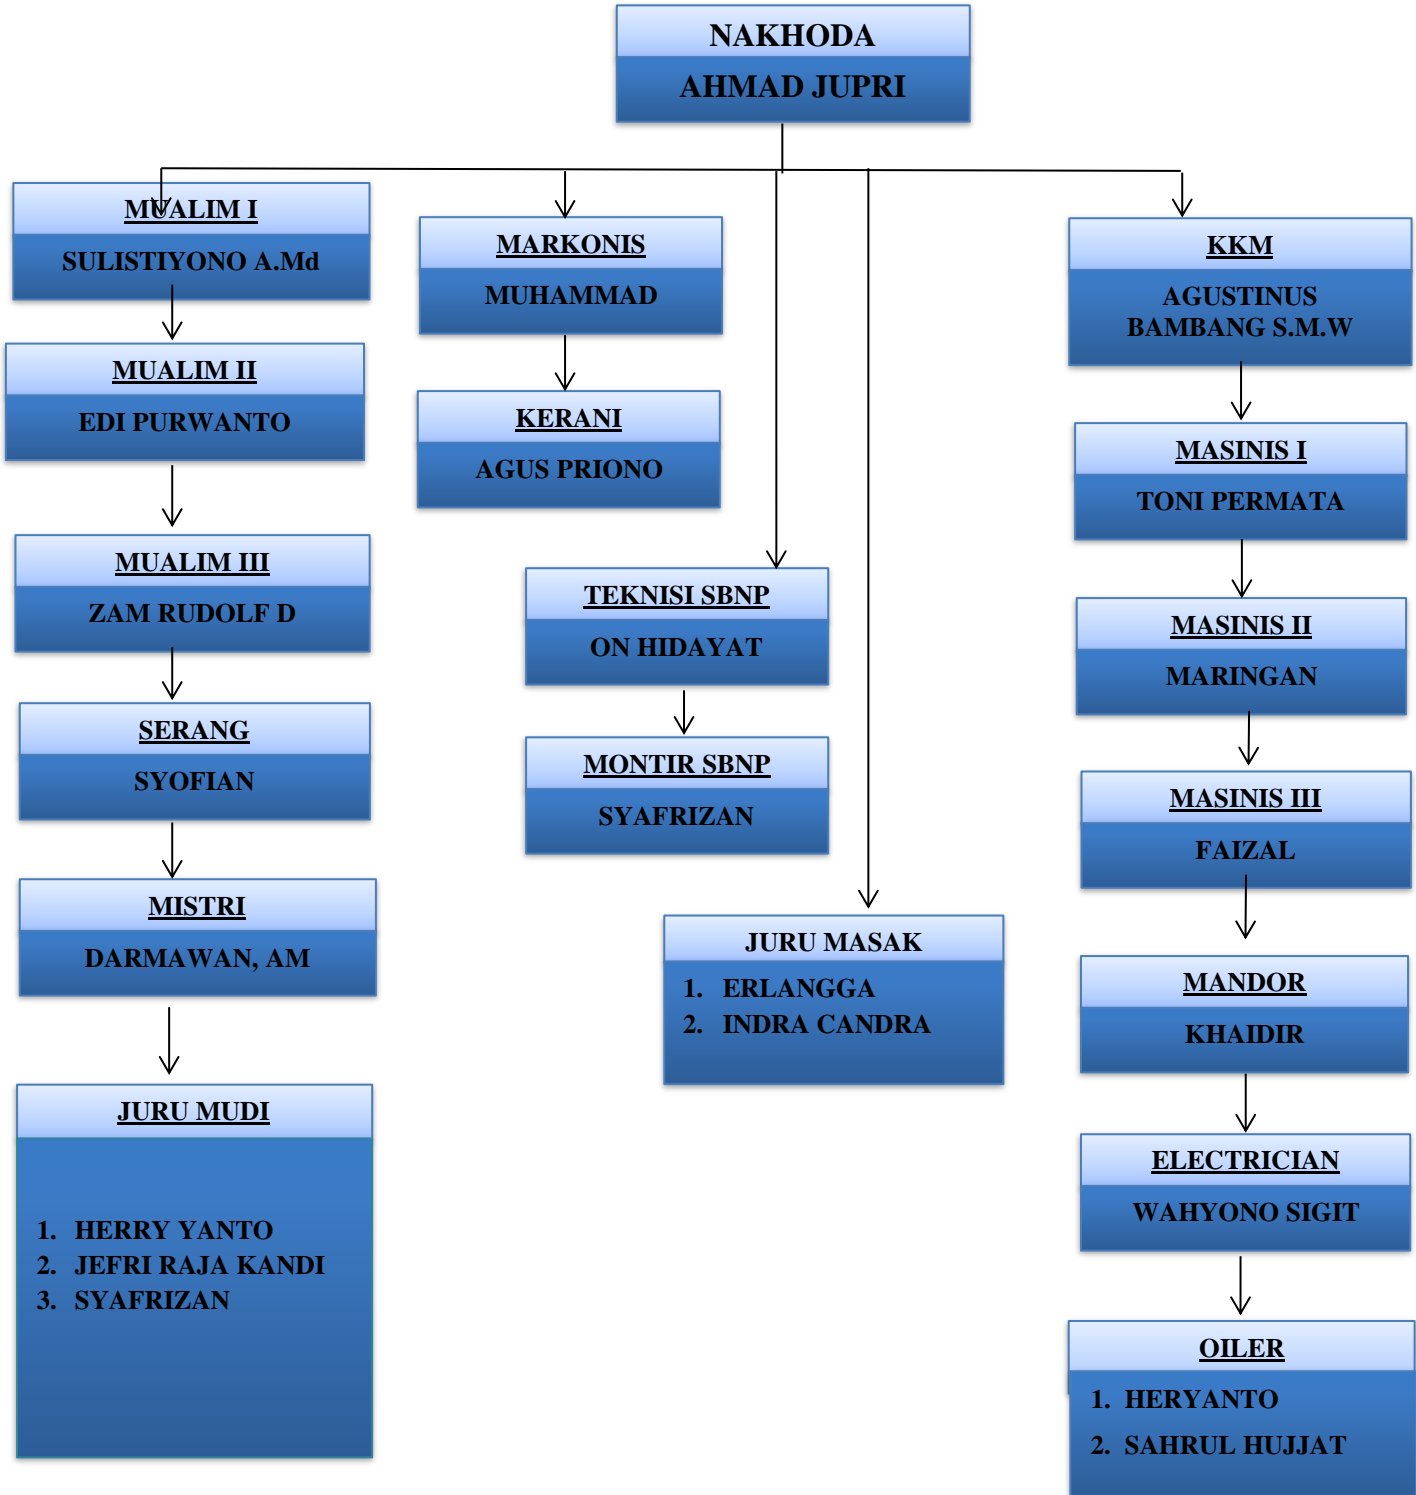 NAKHODA
AHMAD JUPRI
MUALIM I
SULISTIYONO A.Md
MUALIM II
EDI PURWANTO
MUALIM III
ZAM RUDOLF D
SERANG
SYOFIAN
MISTRI
DARMAWAN, AM
JURU MUDI
1. HERRY YANTO
2. JEFRI RAJA KANDI
3. SYAFRIZAN
MARKONIS
MUHAMMAD
KERANI
AGUS PRIONO
TEKNISI SBNP
ON HIDAYAT
MONTIR SBNP
SYAFRIZAN
JURU MASAK
1. ERLANGGA
2. INDRA CANDRA
KKM
AGUSTINUS
BAMBANG S.M.W
MASINIS I
TONI PERMATA
MASINIS II
MARINGAN
MASINIS III
FAIZAL
MANDOR
KHAIDIR
ELECTRICIAN
WAHYONO SIGIT
OILER
1. HERYANTO
2. SAHRUL HUJJAT